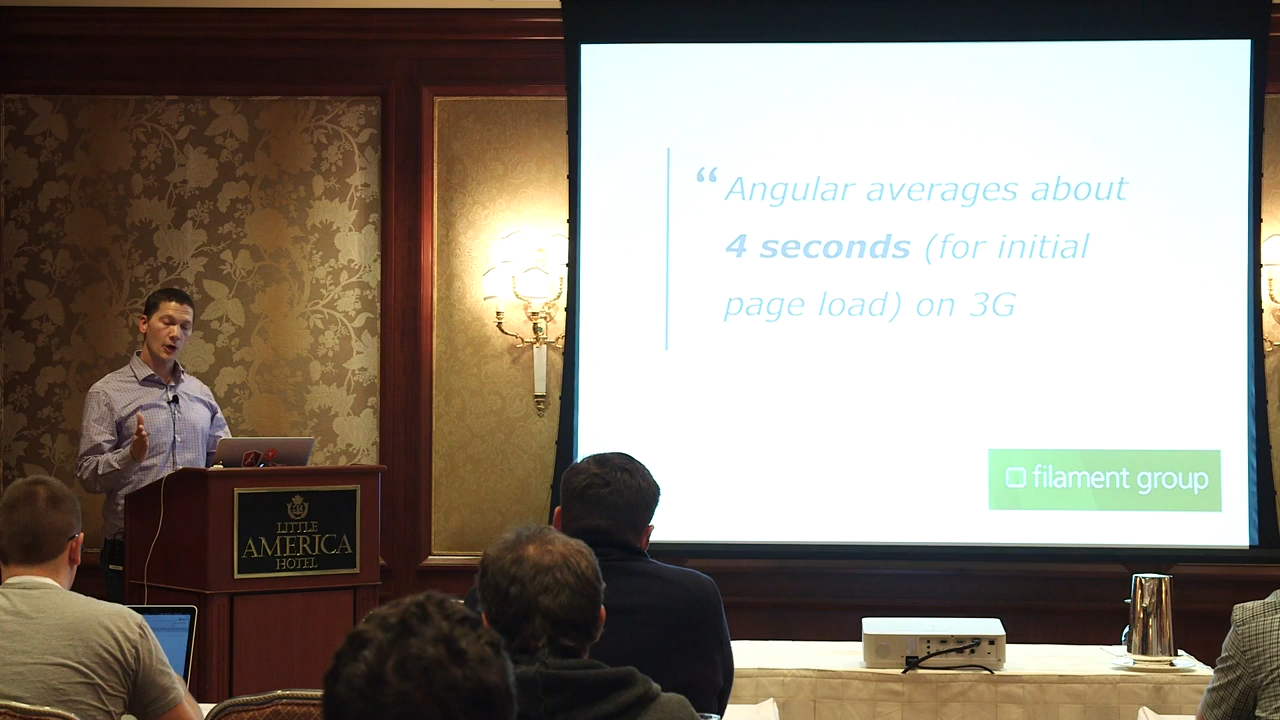 “ Angular averages about
4 seconds (for initial
page load) on 3G
filament group
LITTLE
AMERICA
HOTEL